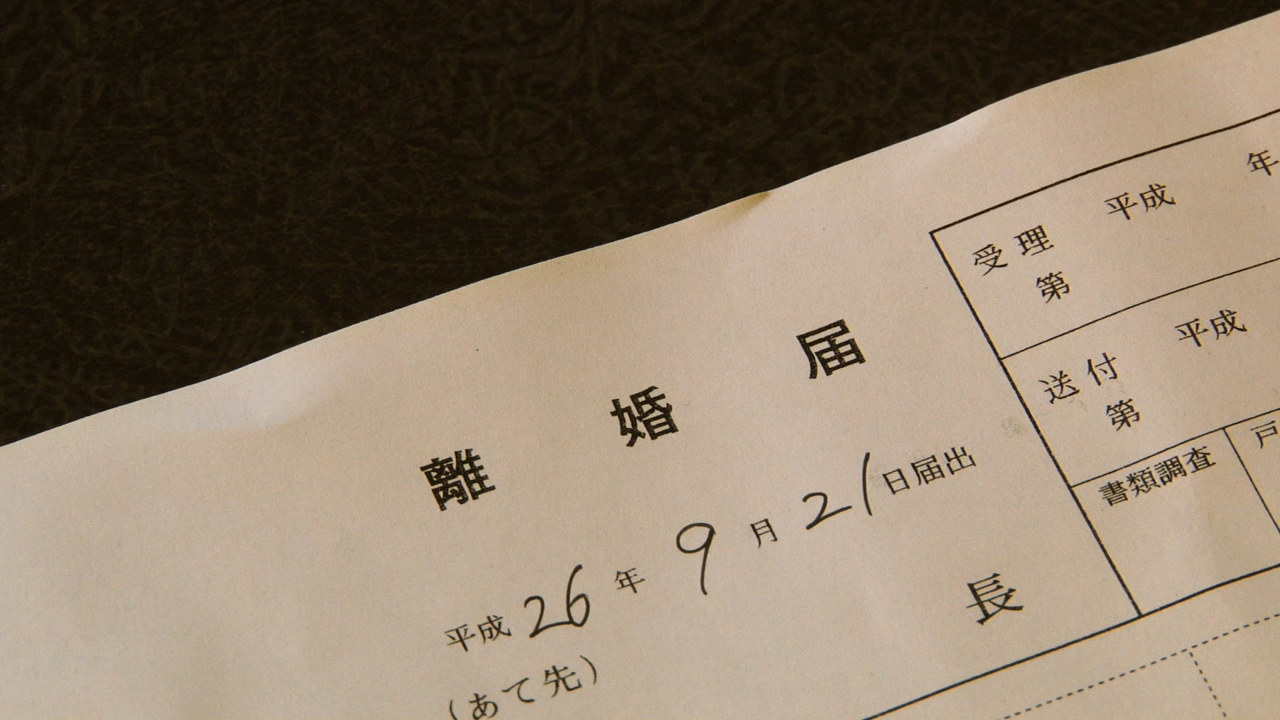 離婚届
平成 26 年 9 月 21 日届出
(あて先)
長
受理 平成 年
第
送付 平成
第
書類調査 戸